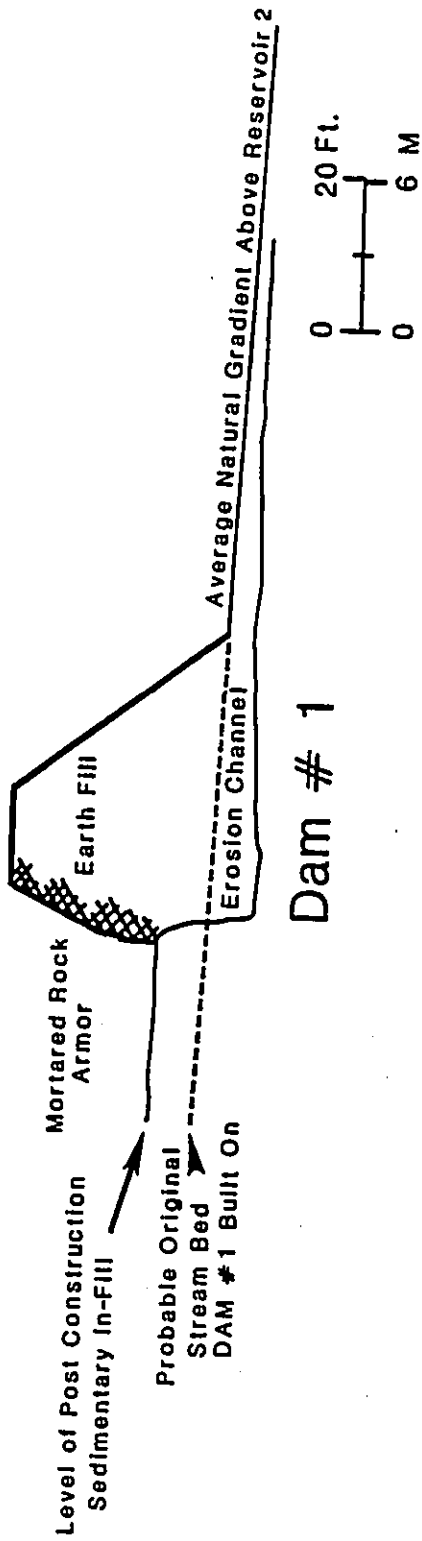 Level of Post Construction
Sedimentary In-Fill
Mortared Rock
Armor
Earth Fill
Probable Original
Stream Bed
DAM #1 Built On
Erosion Channel
Average Natural Gradient Above Reservoir 2
Dam # 1
0 20 Ft.
0 6 M